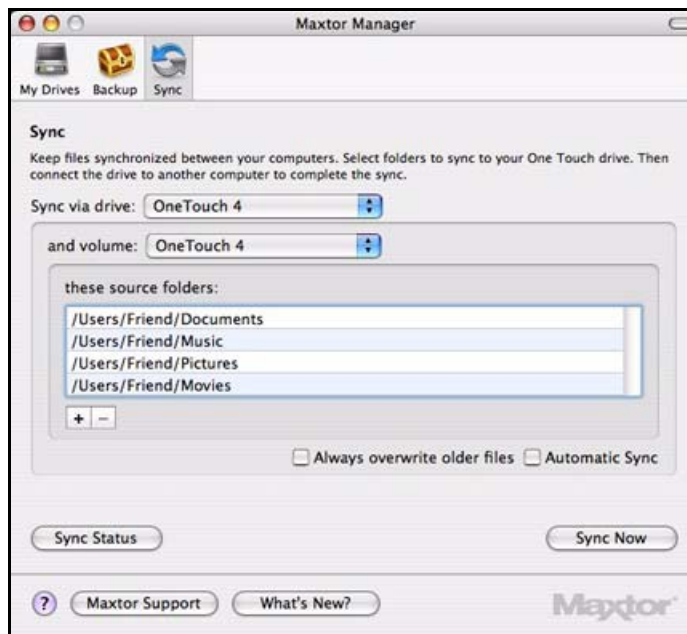 Maxtor Manager
My Drives Backup Sync
Sync
Keep files synchronized between your computers. Select folders to sync to your One Touch drive. Then
connect the drive to another computer to complete the sync.
Sync via drive: OneTouch 4
and volume: OneTouch 4
these source folders:
/Users/Friend/Documents
/Users/Friend/Music
/Users/Friend/Pictures
/Users/Friend/Movies
+ –
Always overwrite older files Automatic Sync
Sync Status Sync Now
? Maxtor Support What's New? Maxtor